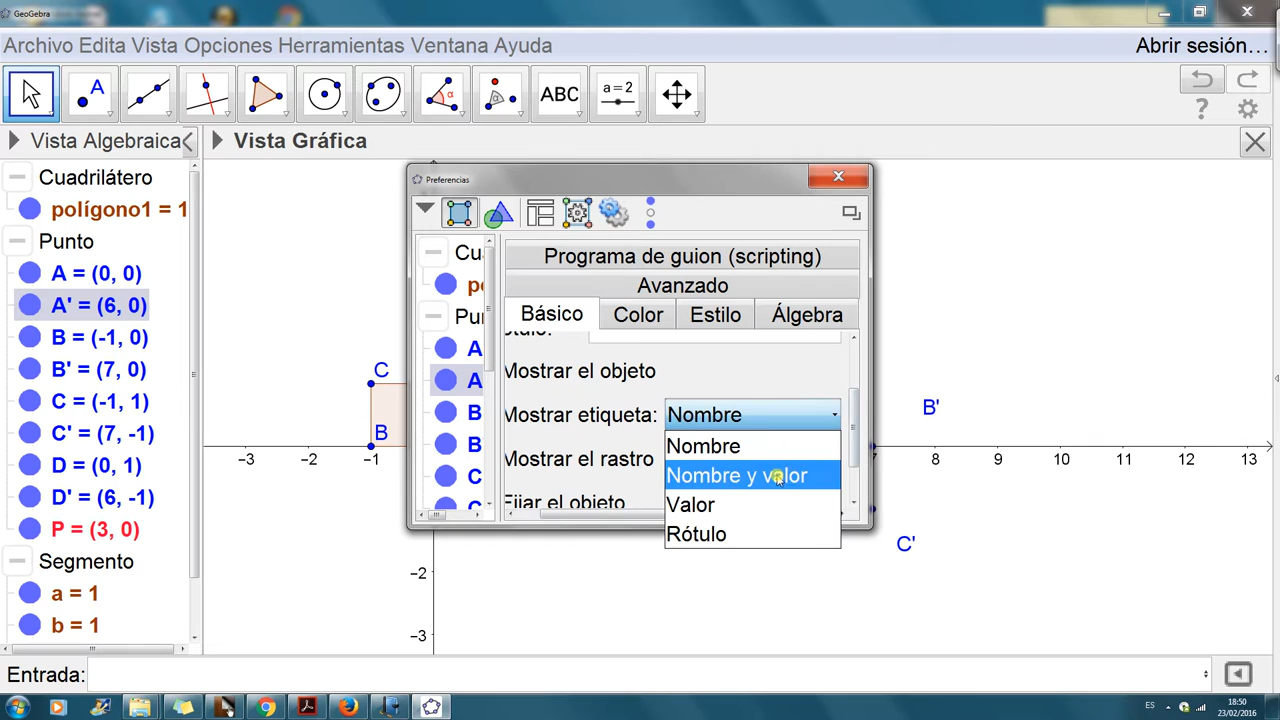 GeoGebra
Archivo Edita Vista Opciones Herramientas Ventana Ayuda
Abrir sesión…
A
α
α
ABC
a=2
?
Vista Algebraica
Vista Gráfica
Cuadrilátero
polígono1 = 1
Punto
A = (0, 0)
A' = (6, 0)
B = (-1, 0)
B' = (7, 0)
C = (-1, 1)
C' = (7, -1)
D = (0, 1)
D' = (6, -1)
P = (3, 0)
Segmento
a = 1
b = 1
C
B
B'
C'
−3
−2
−1
7
8
9
10
11
12
13
−2
−3
Preferencias
Cu
po
Pu
A
A
B
B
C
C
Programa de guion (scripting)
Avanzado
Básico
Color
Estilo
Álgebra
Mostrar el objeto
Mostrar etiqueta:
Nombre
Nombre
Nombre y valor
Valor
Rótulo
Mostrar el rastro
Fijar el objeto
Entrada:
ES
18:50
23/02/2016